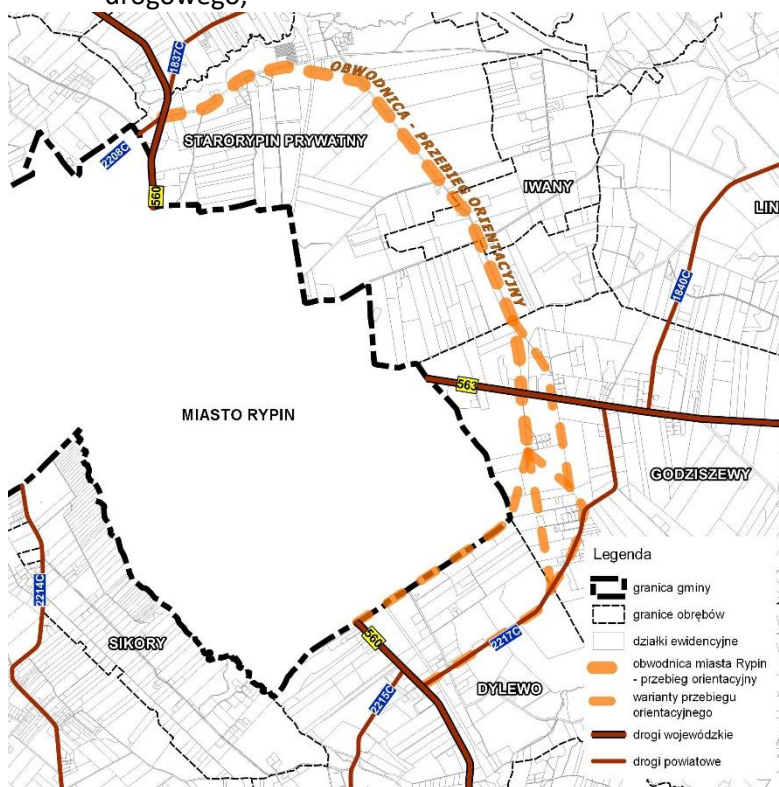 drogowego;
1837C
OBWODNICA - PRZEBIEG ORIENTACYJNY
STARORYPIN PRYWATNY
2208C
560
IWANY
LIN
1840C
563
MIASTO RYPIN
GODZISZEWY
2214C
SIKORY
560
2217C
2215C
DYLEWO
Legenda
granica gminy
granice obrębów
działki ewidencyjne
obwodnica miasta Rypin
- przebieg orientacyjny
warianty przebiegu
orientacyjnego
drogi wojewódzkie
drogi powiatowe